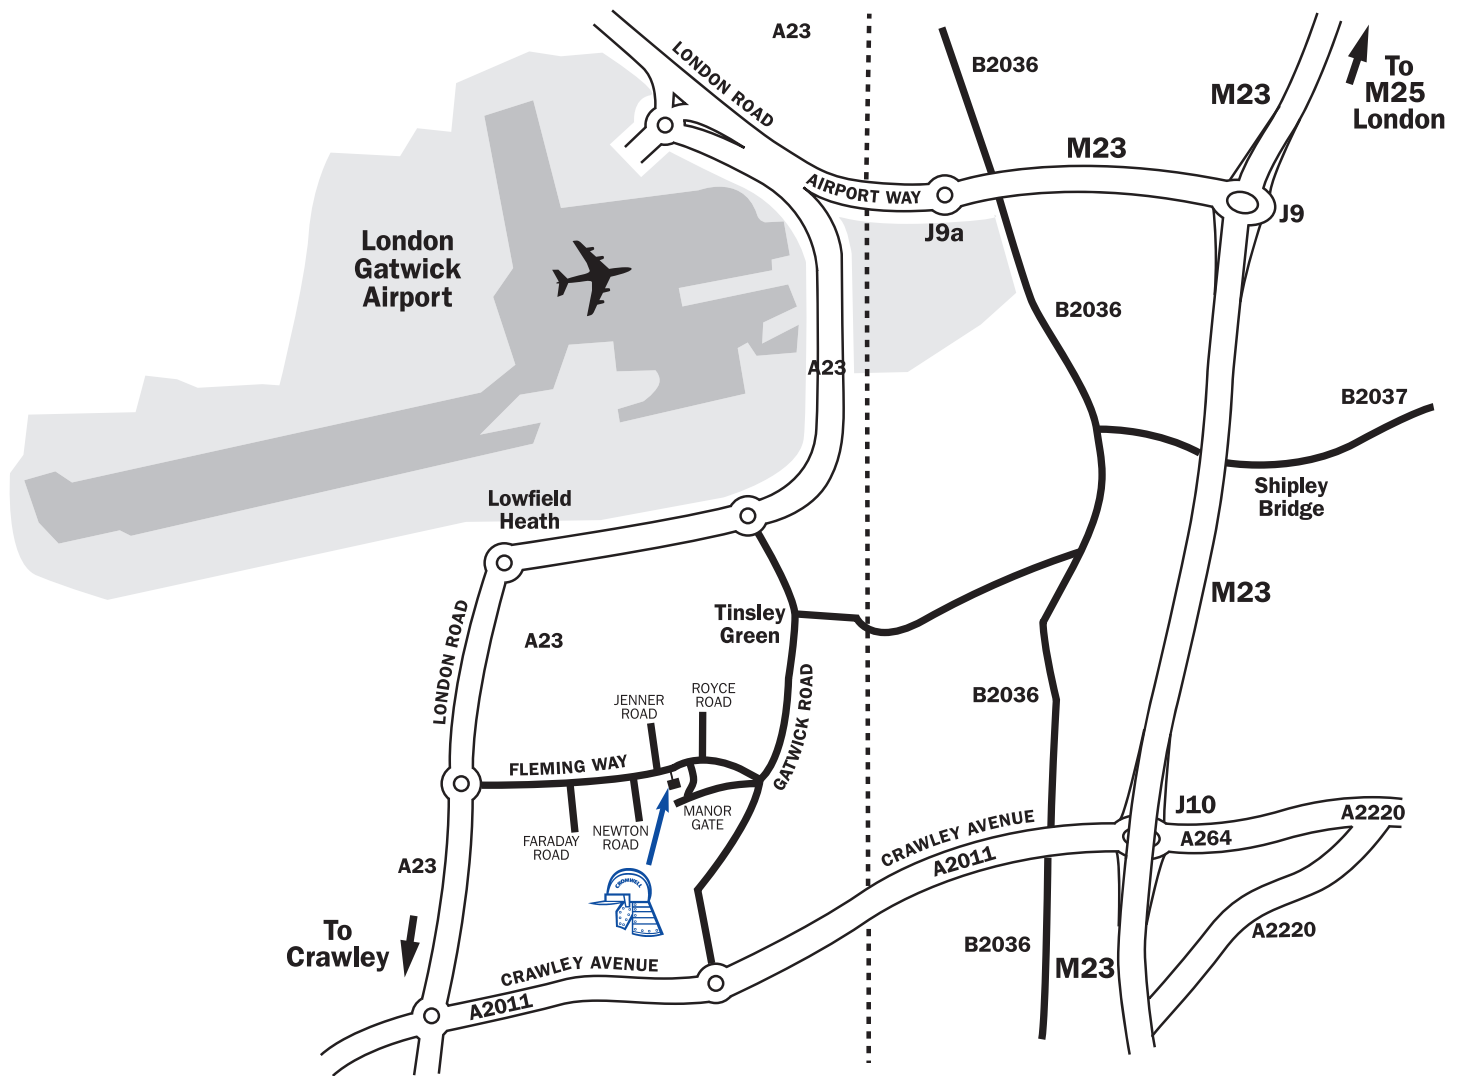 A23
LONDON ROAD
B2036
M23
To
M25
London
M23
AIRPORT WAY
J9a
J9
London
Gatwick
Airport
B2036
A23
B2037
Lowfield
Heath
Shipley
Bridge
M23
LONDON ROAD
A23
Tinsley
Green
GATWICK ROAD
B2036
JENNER
ROAD
ROYCE
ROAD
FLEMING WAY
FARADAY
ROAD
NEWTON
ROAD
MANOR
GATE
J10
A2220
A264
CRAWLEY AVENUE
A2011
A23
CROMWELL
To
Crawley
B2036
A2220
M23
CRAWLEY AVENUE
A2011